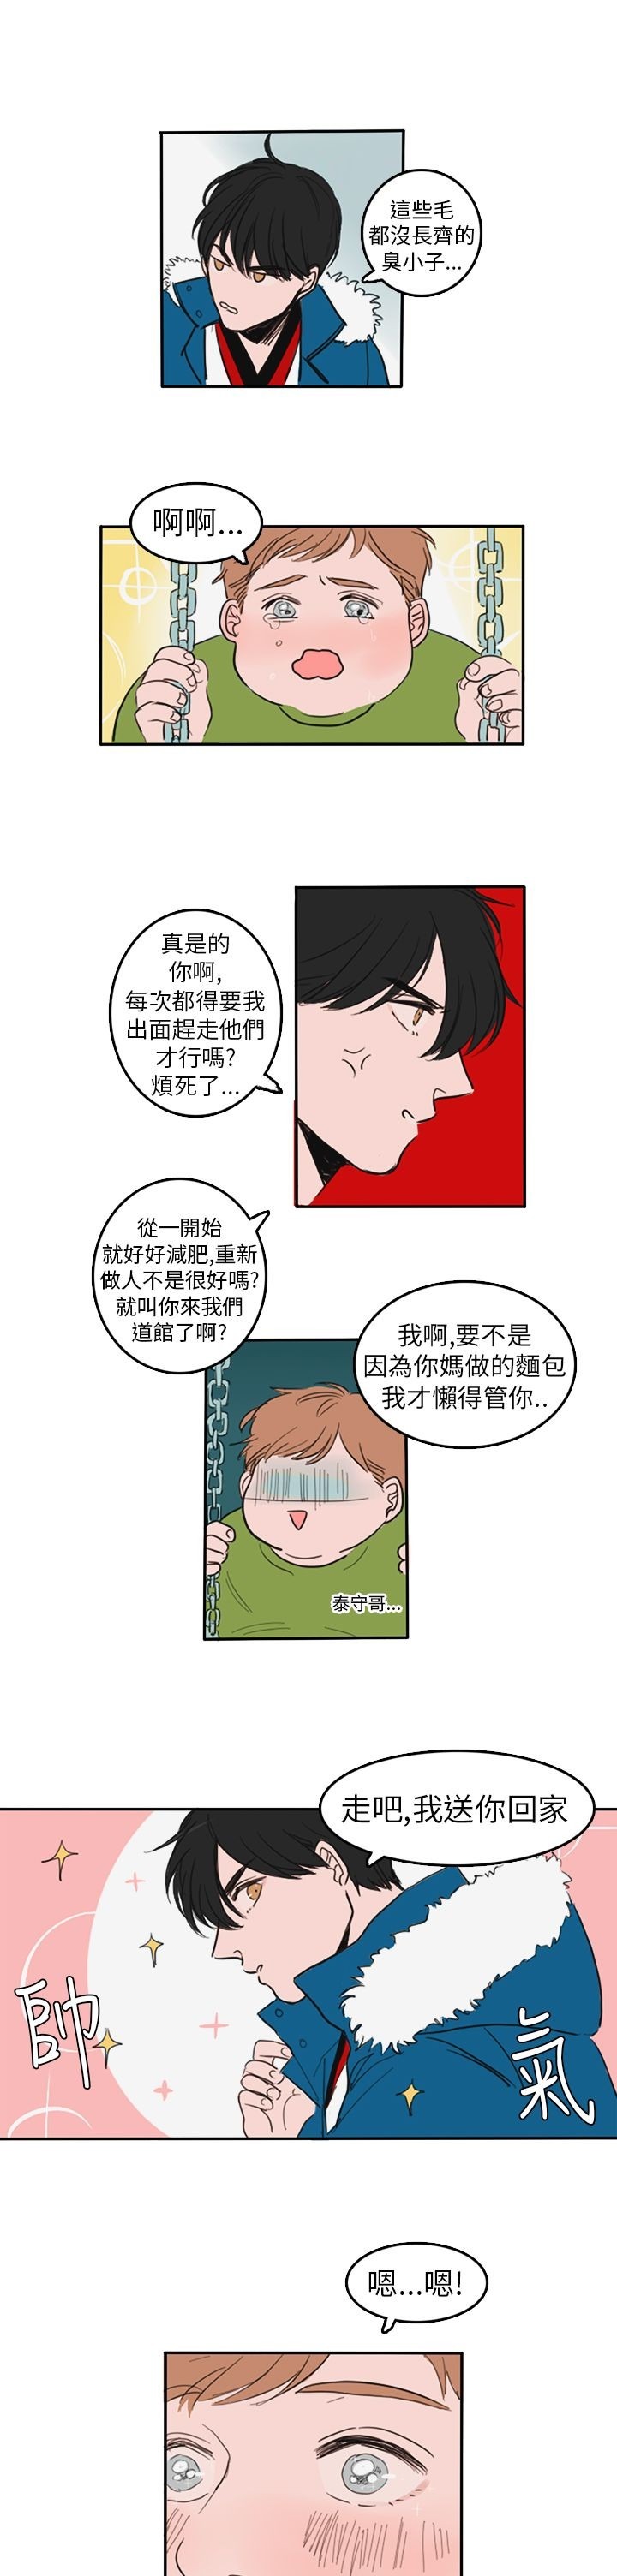 這些毛
都沒長齊的
臭小子...
啊啊...
真是的
你啊,
每次都得要我
出面趕走他們
才行嗎?
煩死了...
從一開始
就好好減肥,重新
做人不是很好嗎?
就叫你來我們
道館了啊?
我啊,要不是
因為你媽做的麵包
我才懶得管你..
泰守哥...
走吧,我送你回家
帥
氣
嗯...嗯!